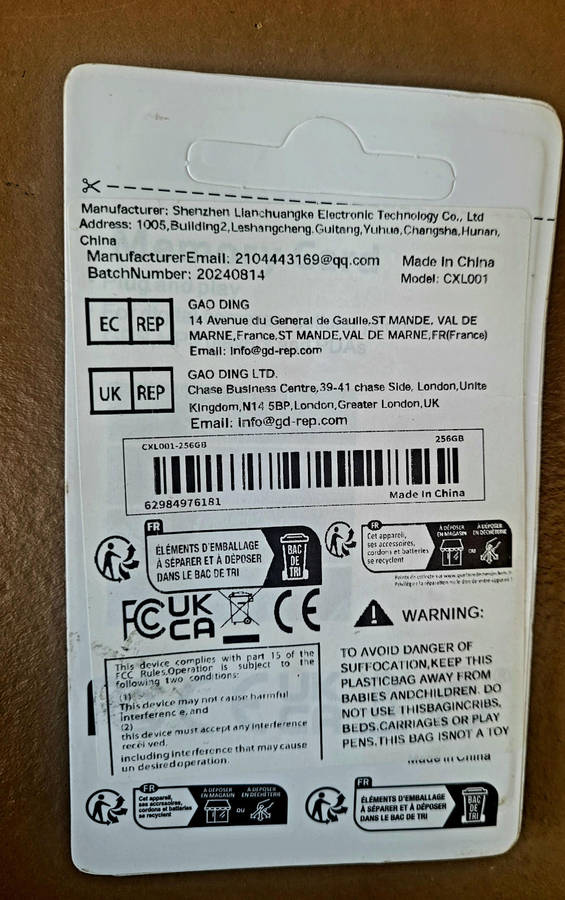 Manufacturer: Shenzhen Lianchuangke Electronic Technology Co., Ltd
Address: 1005,Building2,Leshangcheng.Guitang,Yuhua,Changsha,Hunan,
China
ManufacturerEmail: 2104443169@qq.com Made In China
BatchNumber: 20240814 Model: CXL001
EC REP
GAO DING
14 Avenue du General de Gaulle,ST MANDE, VAL DE
MARNE,France,ST MANDE,VAL DE MARNE,FR(France)
Email: Info@gd-rep.com
UK REP
GAO DING LTD.
Chase Business Centre,39-41 chase Side, London,Unite
Kingdom,N14 5BP,London,Greater London,UK
Email: info@gd-rep.com
CXL001-256GB 256GB
62984976181 Made In China
FR
ÉLÉMENTS D'EMBALLAGE
À SÉPARER ET À DÉPOSER
DANS LE BAC DE TRI
BAC
DE
TRI
FR
Cet appareil,
ses accessoires,
cordons et batteries
se recyclent
À DÉPOSER
EN MAGASIN
OU
À DÉPOSER
EN DÉCHÈTERIE
FC UK
CA CE
WARNING:
This device complies with part 15 of the
FCC Rules.Operation is subject to the
following two conditions:
(1)
This device may not cause harmful
interference, and
(2)
this device must accept any interference
received,
including interference that may cause
undesired operation.
TO AVOID DANGER OF
SUFFOCATION,KEEP THIS
PLASTICBAG AWAY FROM
BABIES ANDCHILDREN. DO
NOT USE THISBAGINCRIBS,
BEDS,CARRIAGES OR PLAY
PENS.THIS BAG ISNOT A TOY
Made in China
FR
Cet appareil,
ses accessoires,
cordons et batteries
se recyclent
À DÉPOSER
EN MAGASIN
OU
À DÉPOSER
EN DÉCHÈTERIE
FR
ÉLÉMENTS D'EMBALLAGE
À SÉPARER ET À DÉPOSER
DANS LE BAC DE TRI
BAC
DE
TRI